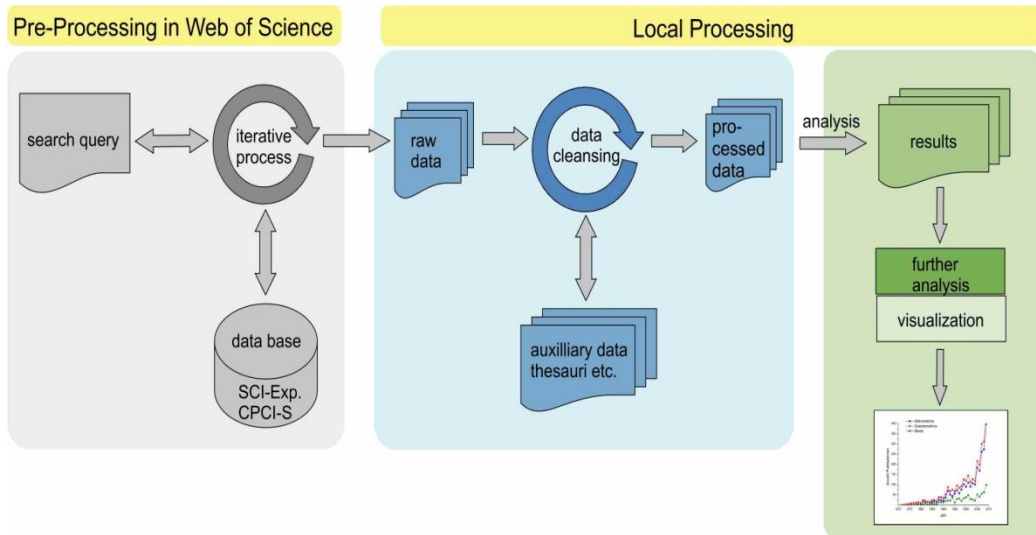 Pre-Processing in Web of Science
Local Processing
search query
iterative
process
data base
SCI-Exp.
CPCI-S
raw
data
data
cleansing
auxilliary data
thesauri etc.
pro-
cessed
data
analysis
results
further
analysis
visualization